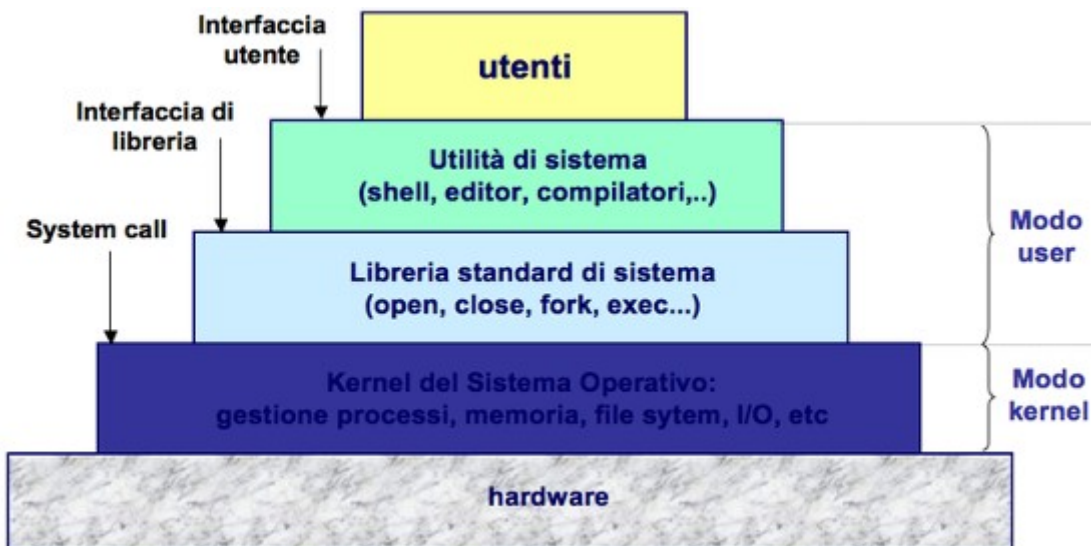 Interfaccia
utente
utenti
Interfaccia di
libreria
Utilità di sistema
(shell, editor, compilatori,..)
System call
Modo
user
Libreria standard di sistema
(open, close, fork, exec...)
Kernel del Sistema Operativo:
gestione processi, memoria, file sytem, I/O, etc
Modo
kernel
hardware